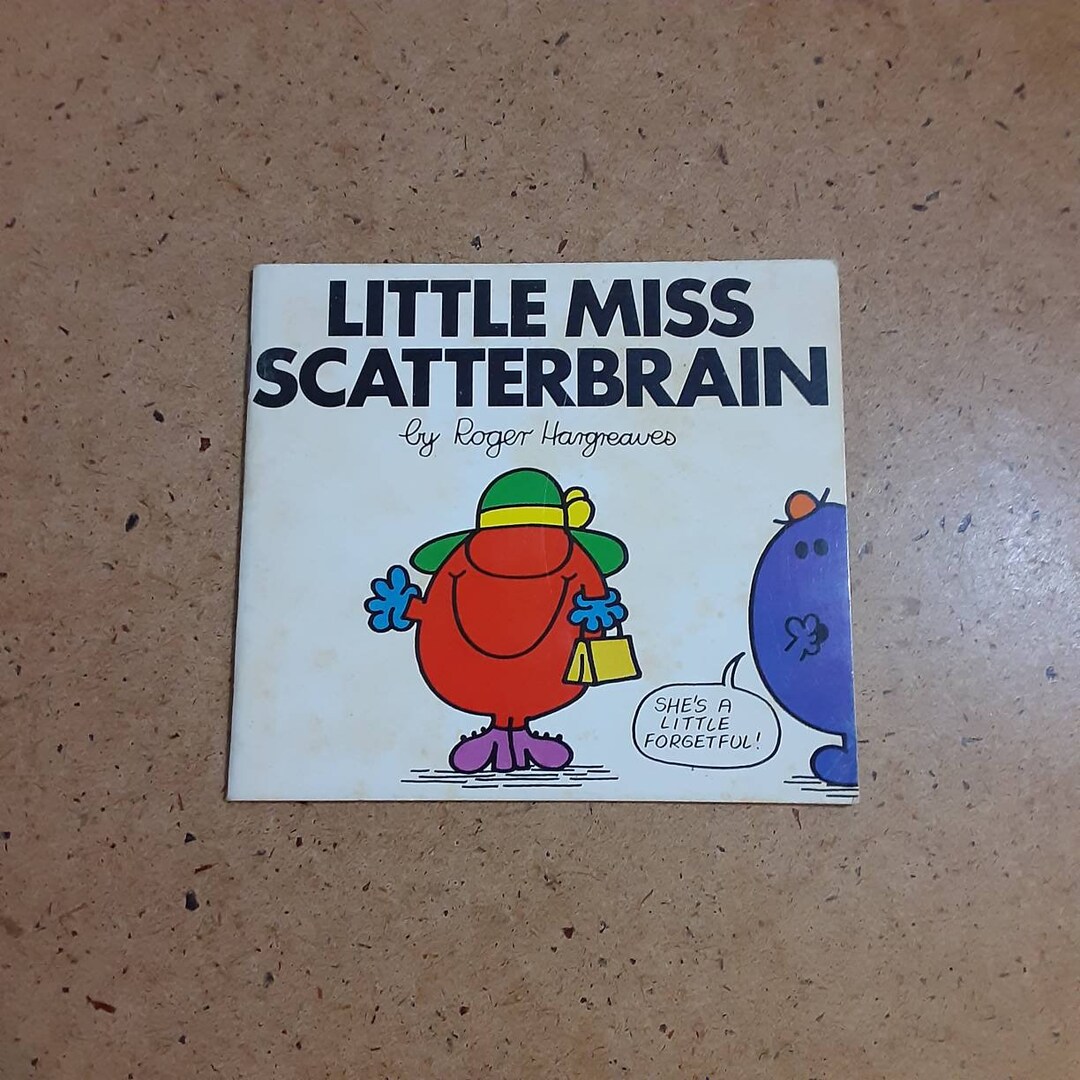 LITTLE MISS
SCATTERBRAIN
by Roger Hargreaves
SHE'S A
LITTLE
FORGETFUL!